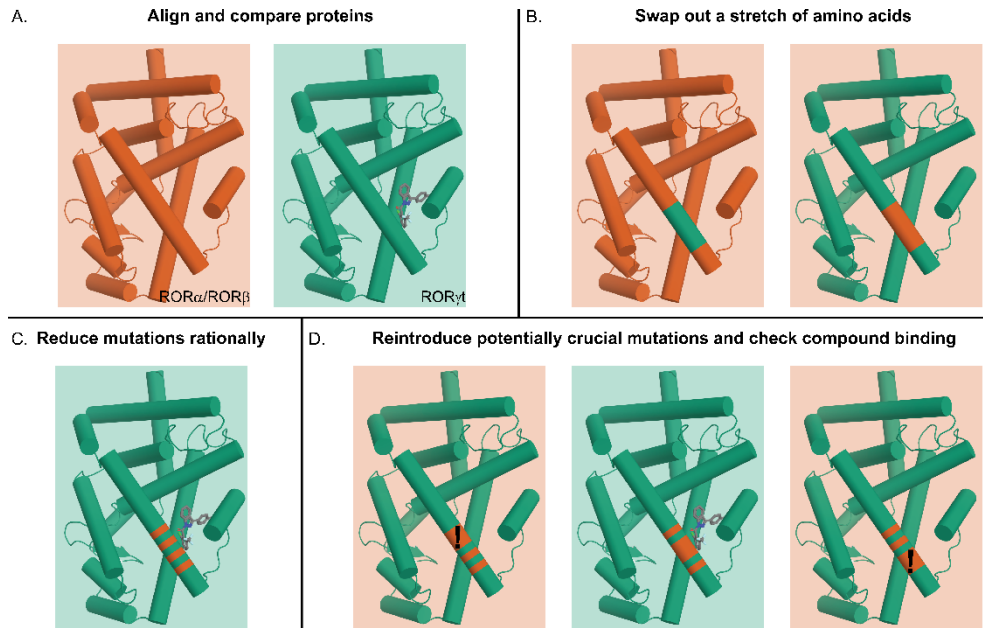 A. Align and compare proteins
B. Swap out a stretch of amino acids
RORα/RORβ
RORγt
C. Reduce mutations rationally
D. Reintroduce potentially crucial mutations and check compound binding
!
!